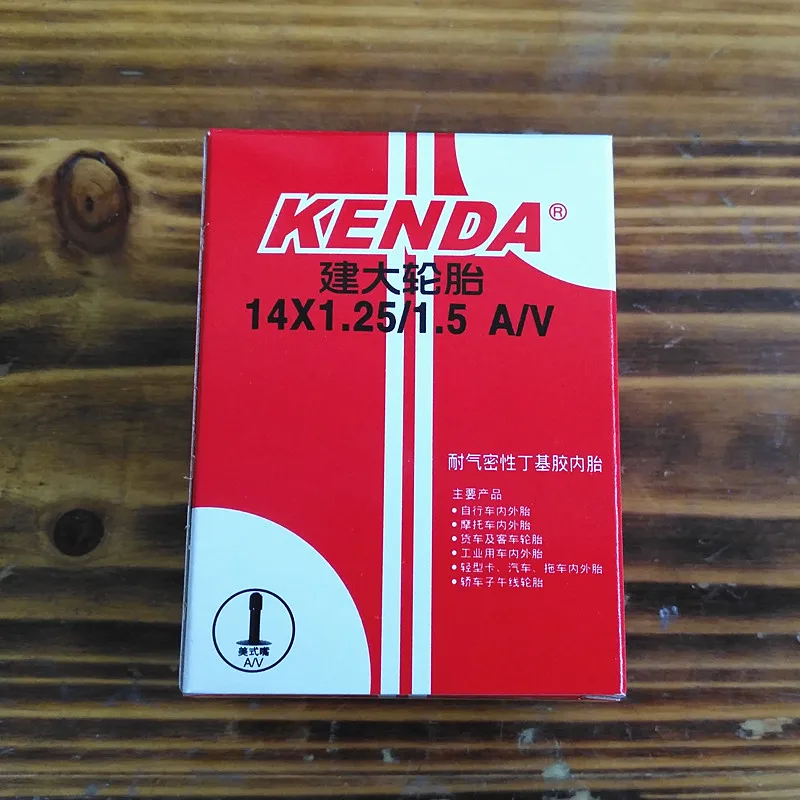 KENDA®
建大轮胎
14X1.25/1.5 A/V
耐气密性丁基胶内胎
主要产品
• 自行车内外胎
• 摩托车内外胎
• 货车及客车轮胎
• 工业用车内外胎
• 轻型卡、汽车、拖车内外胎
• 轿车子午线轮胎
美式嘴
A/V